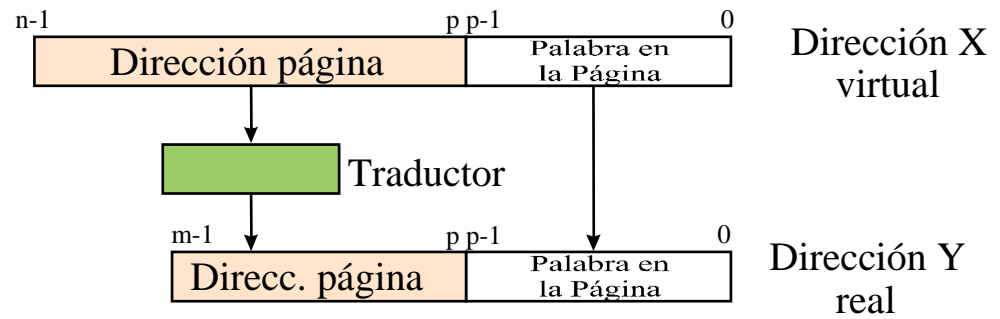 n-1 p p-1 0
Dirección página
Palabra en
la Página
Dirección X
virtual
Traductor
m-1 p p-1 0
Direcc. página
Palabra en
la Página
Dirección Y
real